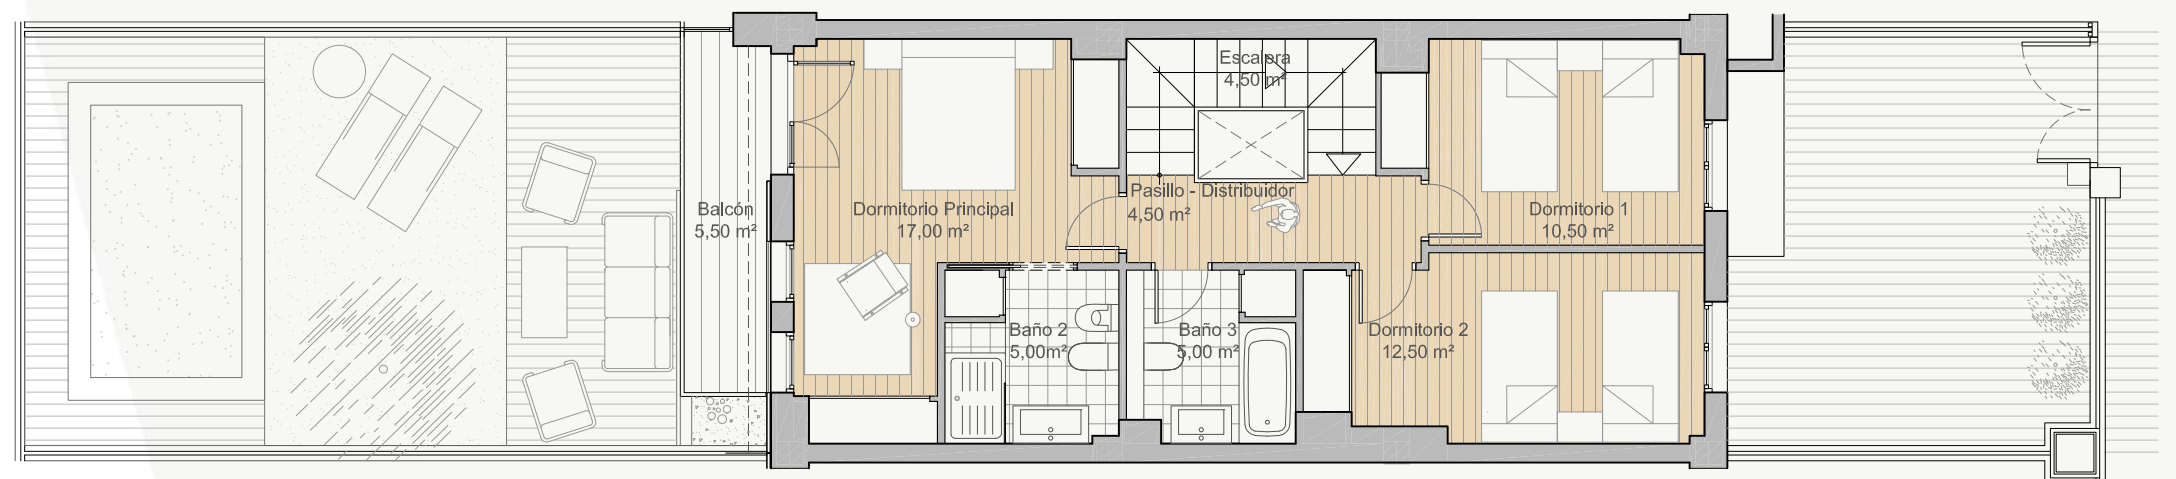 Escalera
4,50 m²
Pasillo - Distribuidor
4,50 m²
Balcón
5,50 m²
Dormitorio Principal
17,00 m²
Dormitorio 1
10,50 m²
Baño 2
5,00m²
Baño 3
5,00 m²
Dormitorio 2
12,50 m²